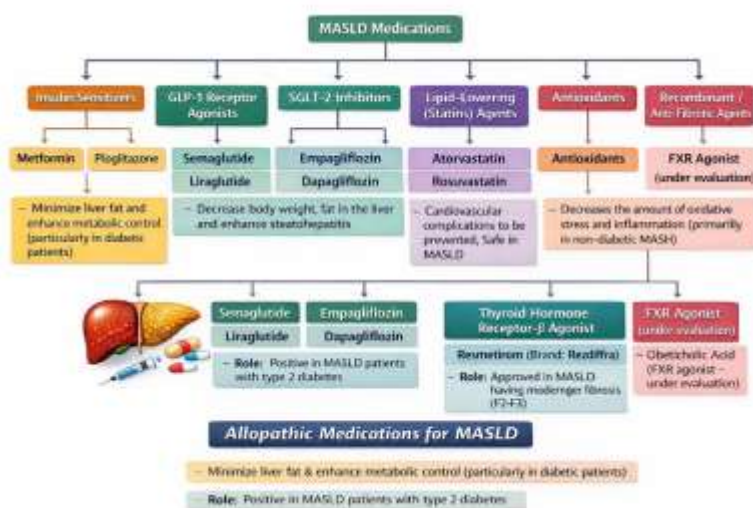 MASLD Medications
Insulin Sensitizers
GLP-1 Receptor
Agonists
SGLT-2 Inhibitors
Lipid-Lowering
(Statins) Agents
Antioxidants
Recombinant /
Anti-Fibrotic Agents
Metformin
Pioglitazone
Semaglutide
Liraglutide
Empagliflozin
Dapagliflozin
Atorvastatin
Rosuvastatin
Antioxidants
FXR Agonist
(under evaluation)
– Minimize liver fat and
enhance metabolic control
(particularly in diabetic
patients)
– Decrease body weight, fat in the liver
and enhance steatohepatitis
– Cardiovascular
complications to be
prevented, Safe in
MASLD
– Decreases the amount of oxidative
stress and inflammation (primarily
in non-diabetic MASH)
Semaglutide
Liraglutide
Empagliflozin
Dapagliflozin
– Role: Positive in MASLD patients
with type 2 diabetes
Thyroid Hormone
Receptor-β Agonist
Resmetirom (Brand: Rezdiffra)
– Role: Approved in MASLD
having fibrosis
(F2-F3)
FXR Agonist
(under evaluation)
– Obeticholic Acid
(FXR agonist –
under evaluation)
Allopathic Medications for MASLD
– Minimize liver fat & enhance metabolic control (particularly in diabetic patients)
Role: Positive in MASLD patients with type 2 diabetes